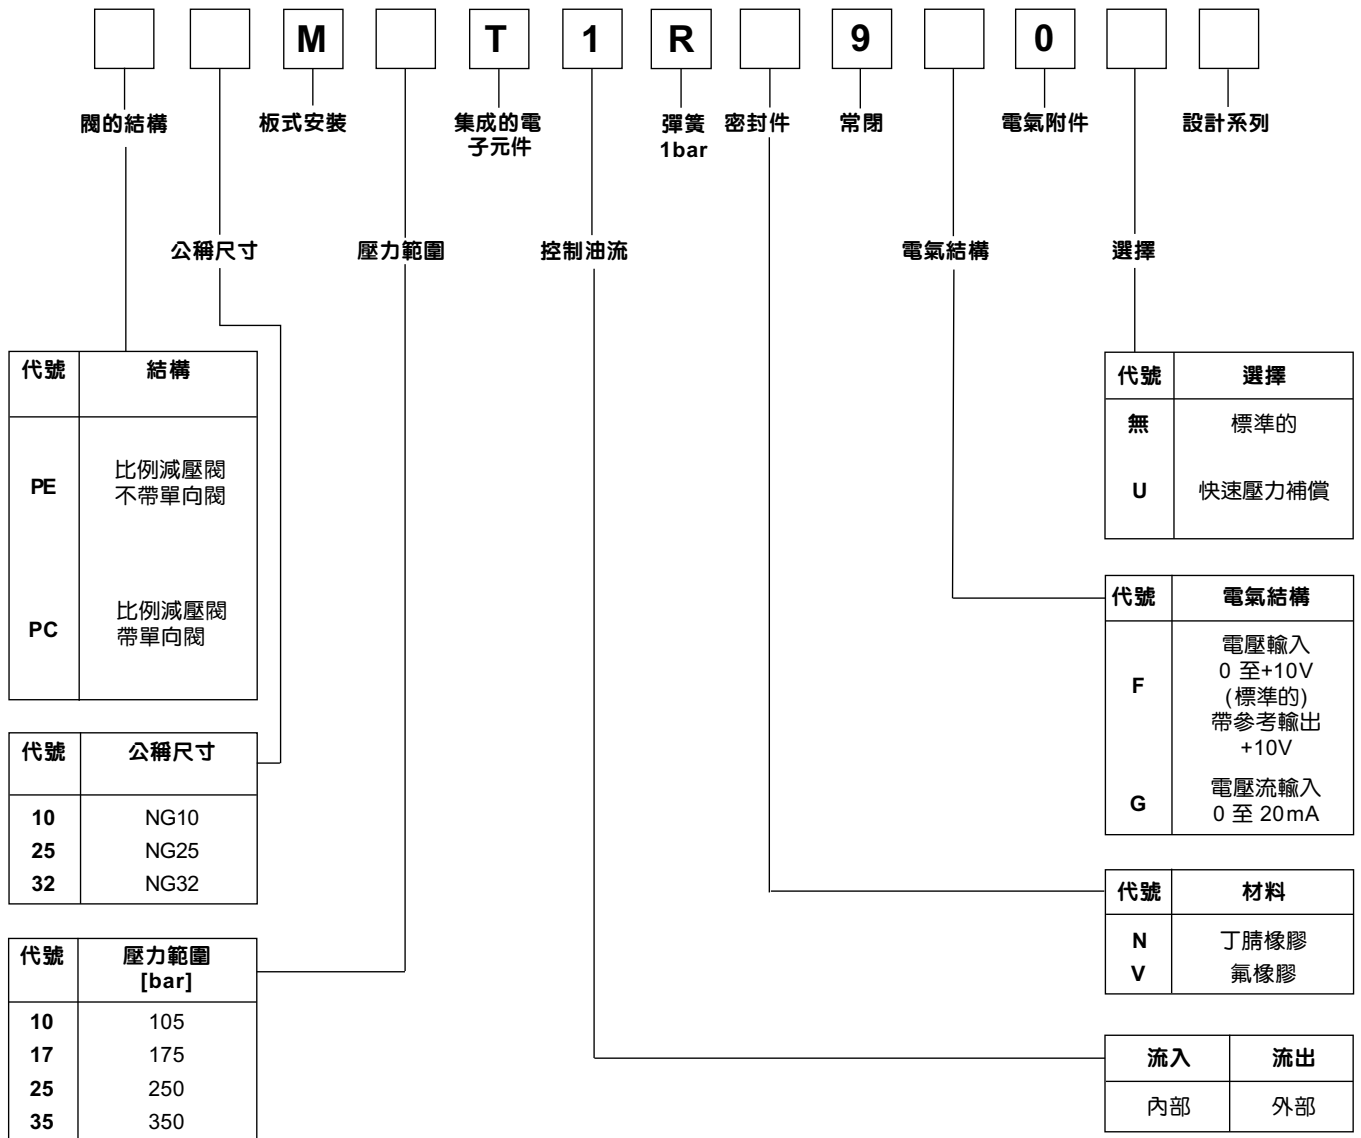 M T 1 R 9 0
閥的結構 板式安裝 集成的電 彈簧 密封件 常閉 電氣附件 設計系列
子元件 1bar
公稱尺寸 壓力範圍 控制油流 電氣結構 選擇
代號 結構
PE 比例減壓閥
不帶單向閥
PC 比例減壓閥
帶單向閥
代號 公稱尺寸
10 NG10
25 NG25
32 NG32
代號 壓力範圍
[bar]
10 105
17 175
25 250
35 350
代號 選擇
無 標準的
U 快速壓力補償
代號 電氣結構
F 電壓輸入
0 至+10V
(標準的)
帶參考輸出
+10V
G 電壓流輸入
0 至 20mA
代號 材料
N 丁腈橡膠
V 氟橡膠
流入 流出
內部 外部